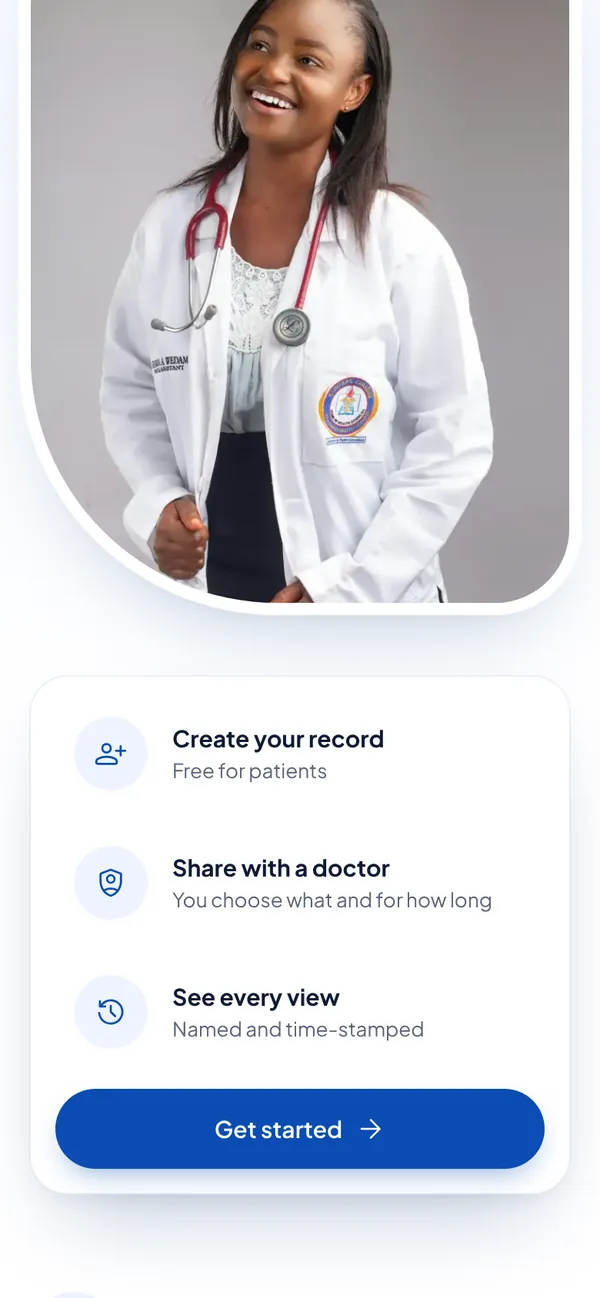 A. WEDAM
Create your record
Free for patients
Share with a doctor
You choose what and for how long
See every view
Named and time-stamped
Get started